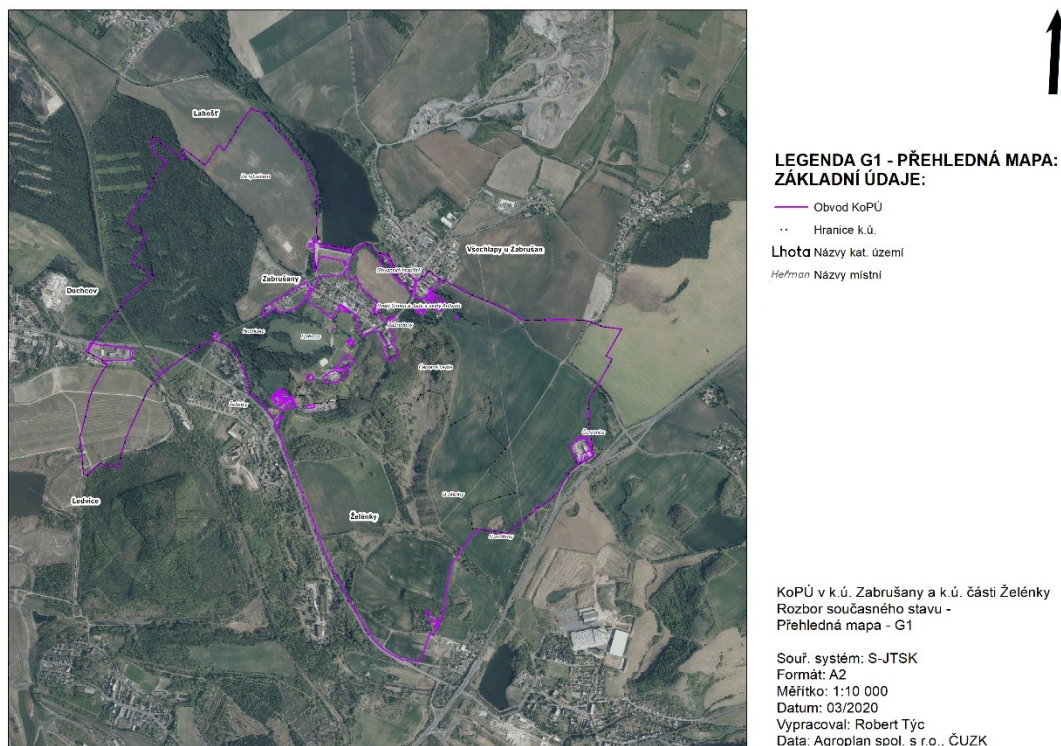 Lahošť
Všechlapy u Zabrušan
Zabrušany
Duchcov
Želénky
Ledvice
LEGENDA G1 - PŘEHLEDNÁ MAPA:
ZÁKLADNÍ ÚDAJE:
Obvod KoPÚ
Hranice k.ú.
Lhota Názvy kat. území
Heřman Názvy místní
KoPÚ v k.ú. Zabrušany a k.ú. části Želénky
Rozbor současného stavu -
Přehledná mapa - G1
Souř. systém: S-JTSK
Formát: A2
Měřítko: 1:10 000
Datum: 03/2020
Vypracoval: Robert Týc
Data: Agroplan spol. s r.o., ČUZK